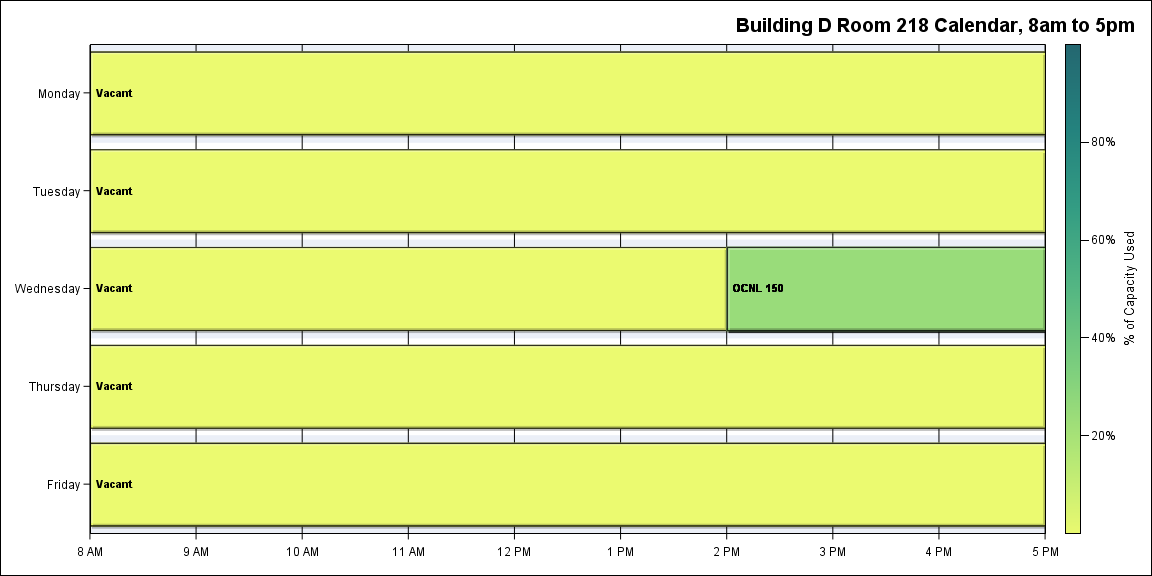 Building D Room 218 Calendar, 8am to 5pm
Monday
Vacant
Tuesday
Vacant
Wednesday
Vacant
OCNL 150
Thursday
Vacant
Friday
Vacant
8 AM
9 AM
10 AM
11 AM
12 PM
1 PM
2 PM
3 PM
4 PM
5 PM
80%
60%
40%
20%
% of Capacity Used